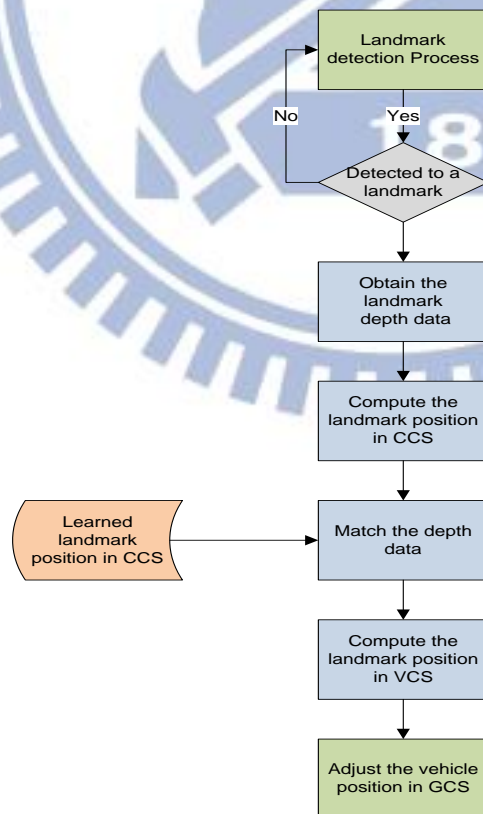 Landmark
detection Process
No
Yes
18
Detected to a
landmark
Obtain the
landmark
depth data
Compute the
landmark position
in CCS
Learned
landmark
position in CCS
Match the depth
data
Compute the
landmark position
in VCS
Adjust the vehicle
position in GCS